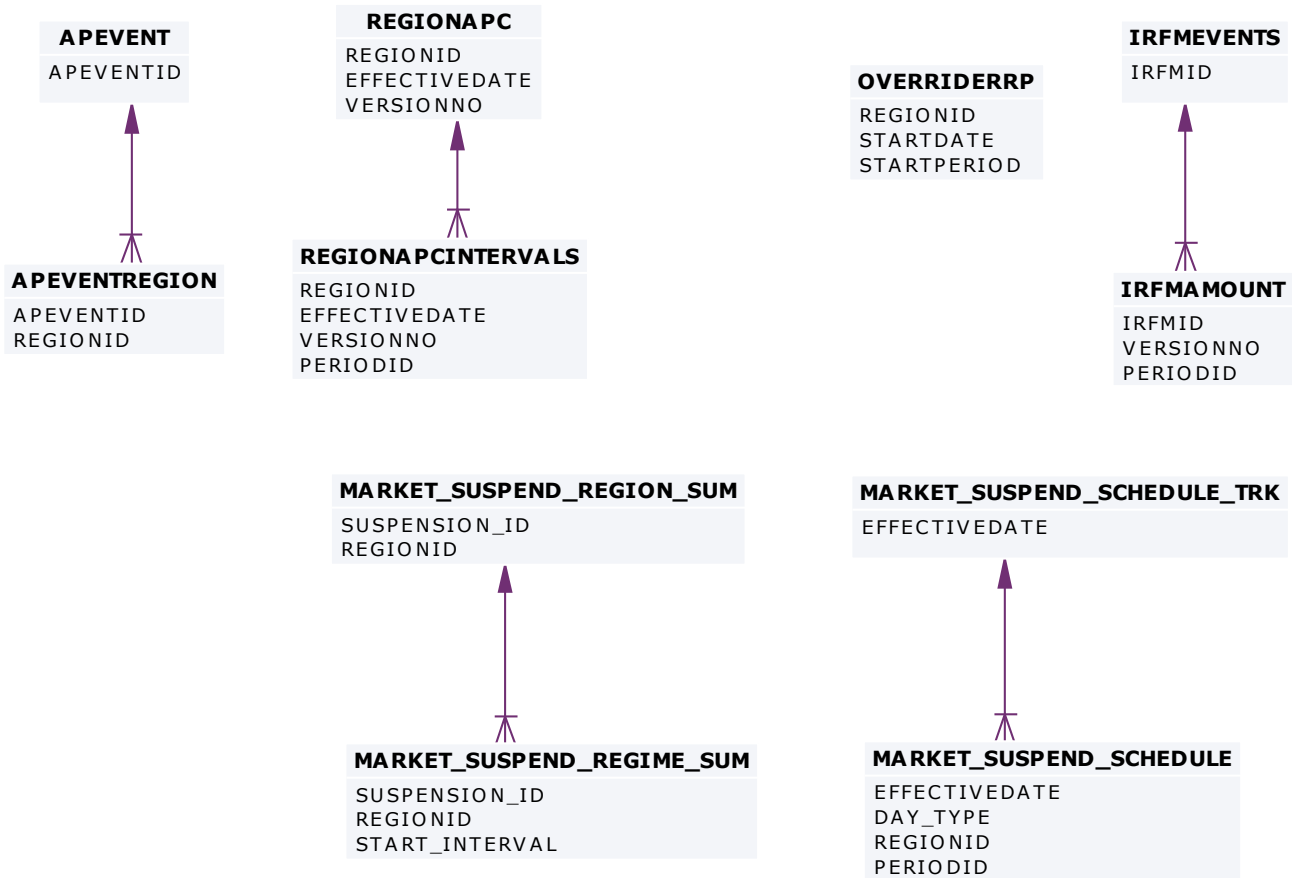 APEVENT
APEVENTID
REGIONAPC
REGIONID
EFFECTIVEDATE
VERSIONNO
OVERRIDERRP
REGIONID
STARTDATE
STARTPERIOD
IRFMEVENTS
IRFMID
APEVENTREGION
APEVENTID
REGIONID
REGIONAPCINTERVALS
REGIONID
EFFECTIVEDATE
VERSIONNO
PERIODID
IRFMAMOUNT
IRFMID
VERSIONNO
PERIODID
MARKET_SUSPEND_REGION_SUM
SUSPENSION_ID
REGIONID
MARKET_SUSPEND_SCHEDULE_TRK
EFFECTIVEDATE
MARKET_SUSPEND_REGIME_SUM
SUSPENSION_ID
REGIONID
START_INTERVAL
MARKET_SUSPEND_SCHEDULE
EFFECTIVEDATE
DAY_TYPE
REGIONID
PERIODID